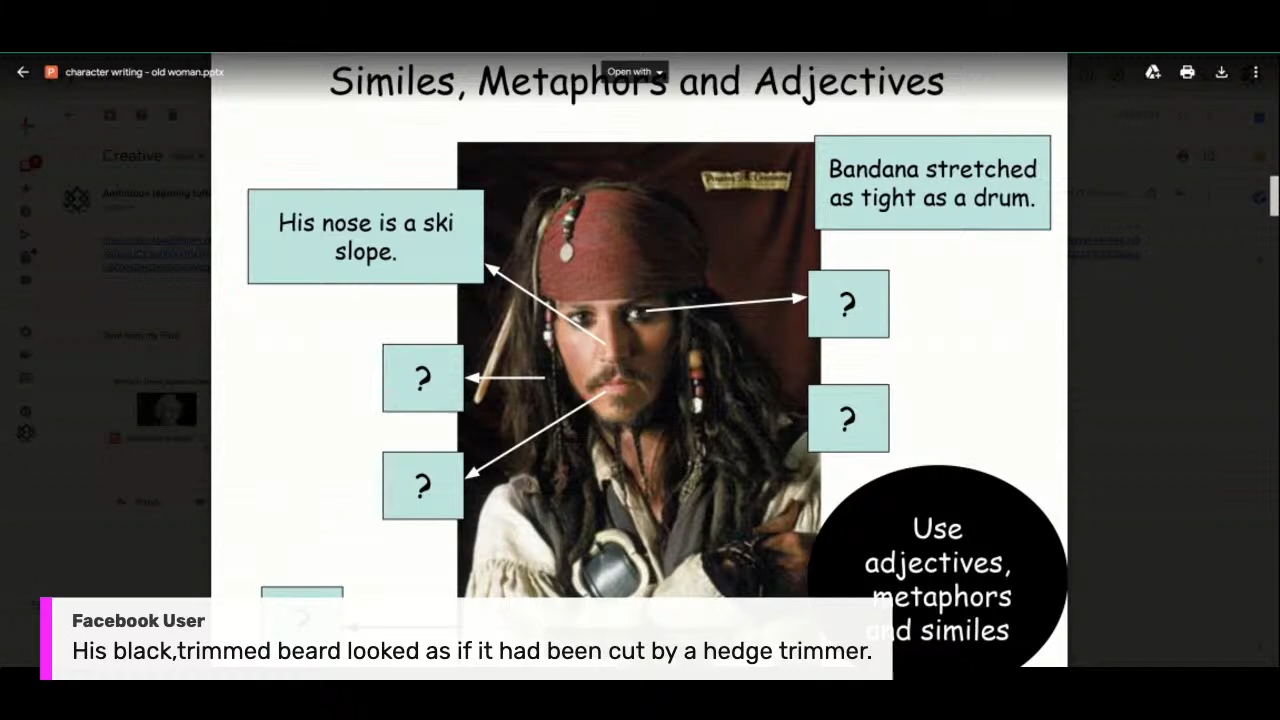 character writing - old woman.pptx
Open with
Similes, Metaphors and Adjectives
Creative
Bandana stretched
as tight as a drum.
His nose is a ski
slope.
?
?
?
?
?
Use
adjectives,
metaphors
and similes
Facebook User
His black,trimmed beard looked as if it had been cut by a hedge trimmer.